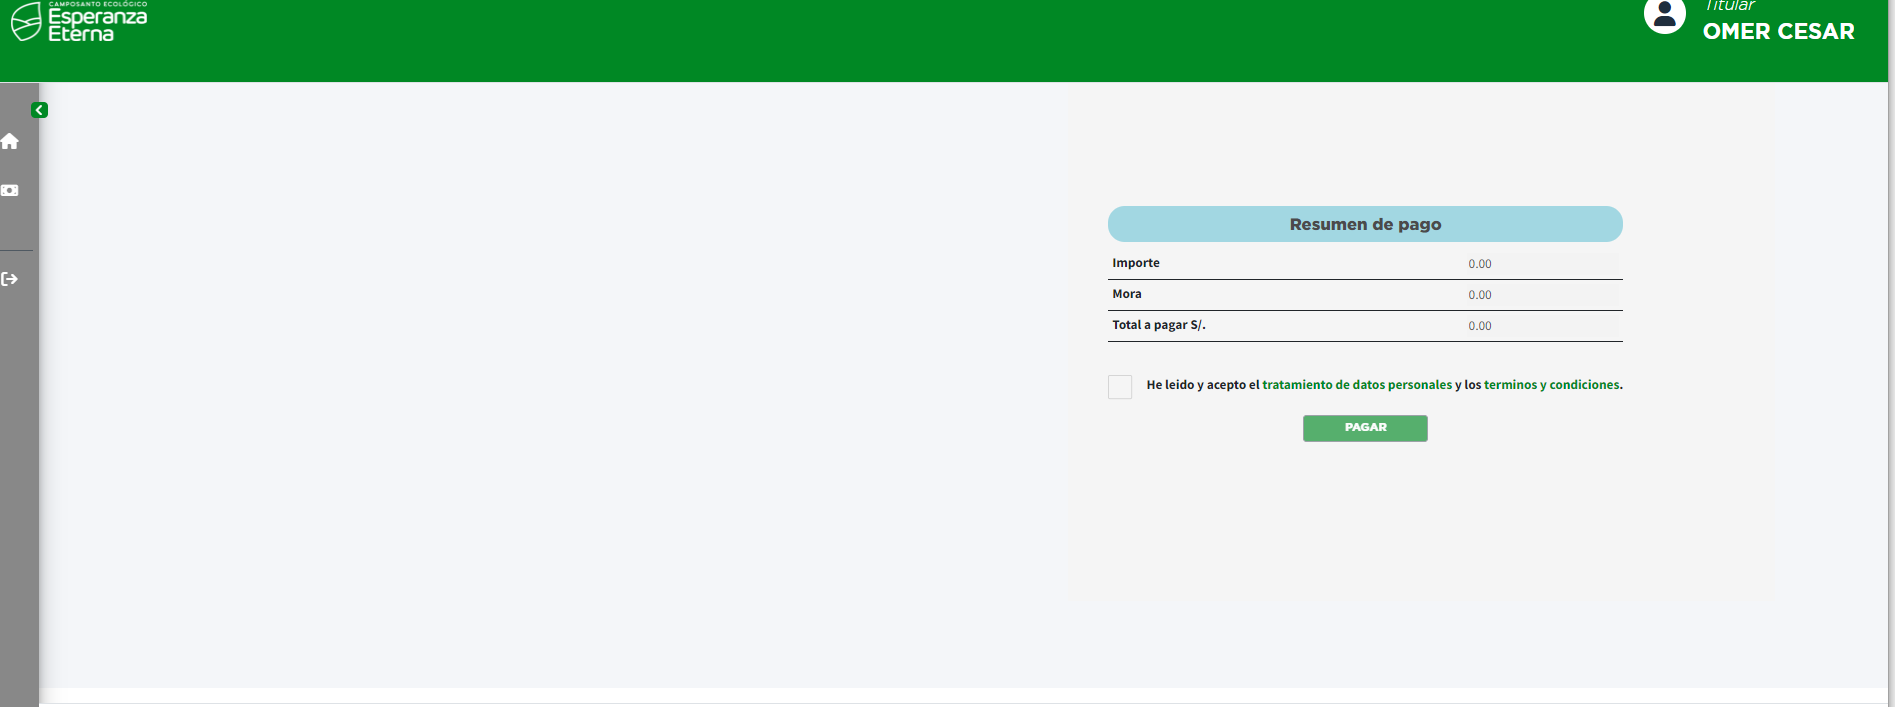 CAMPOSANTO ECOLÓGICO
Esperanza
Eterna
Titular
OMER CESAR
Resumen de pago
Importe 0.00
Mora 0.00
Total a pagar S/. 0.00
He leido y acepto el tratamiento de datos personales y los terminos y condiciones.
PAGAR